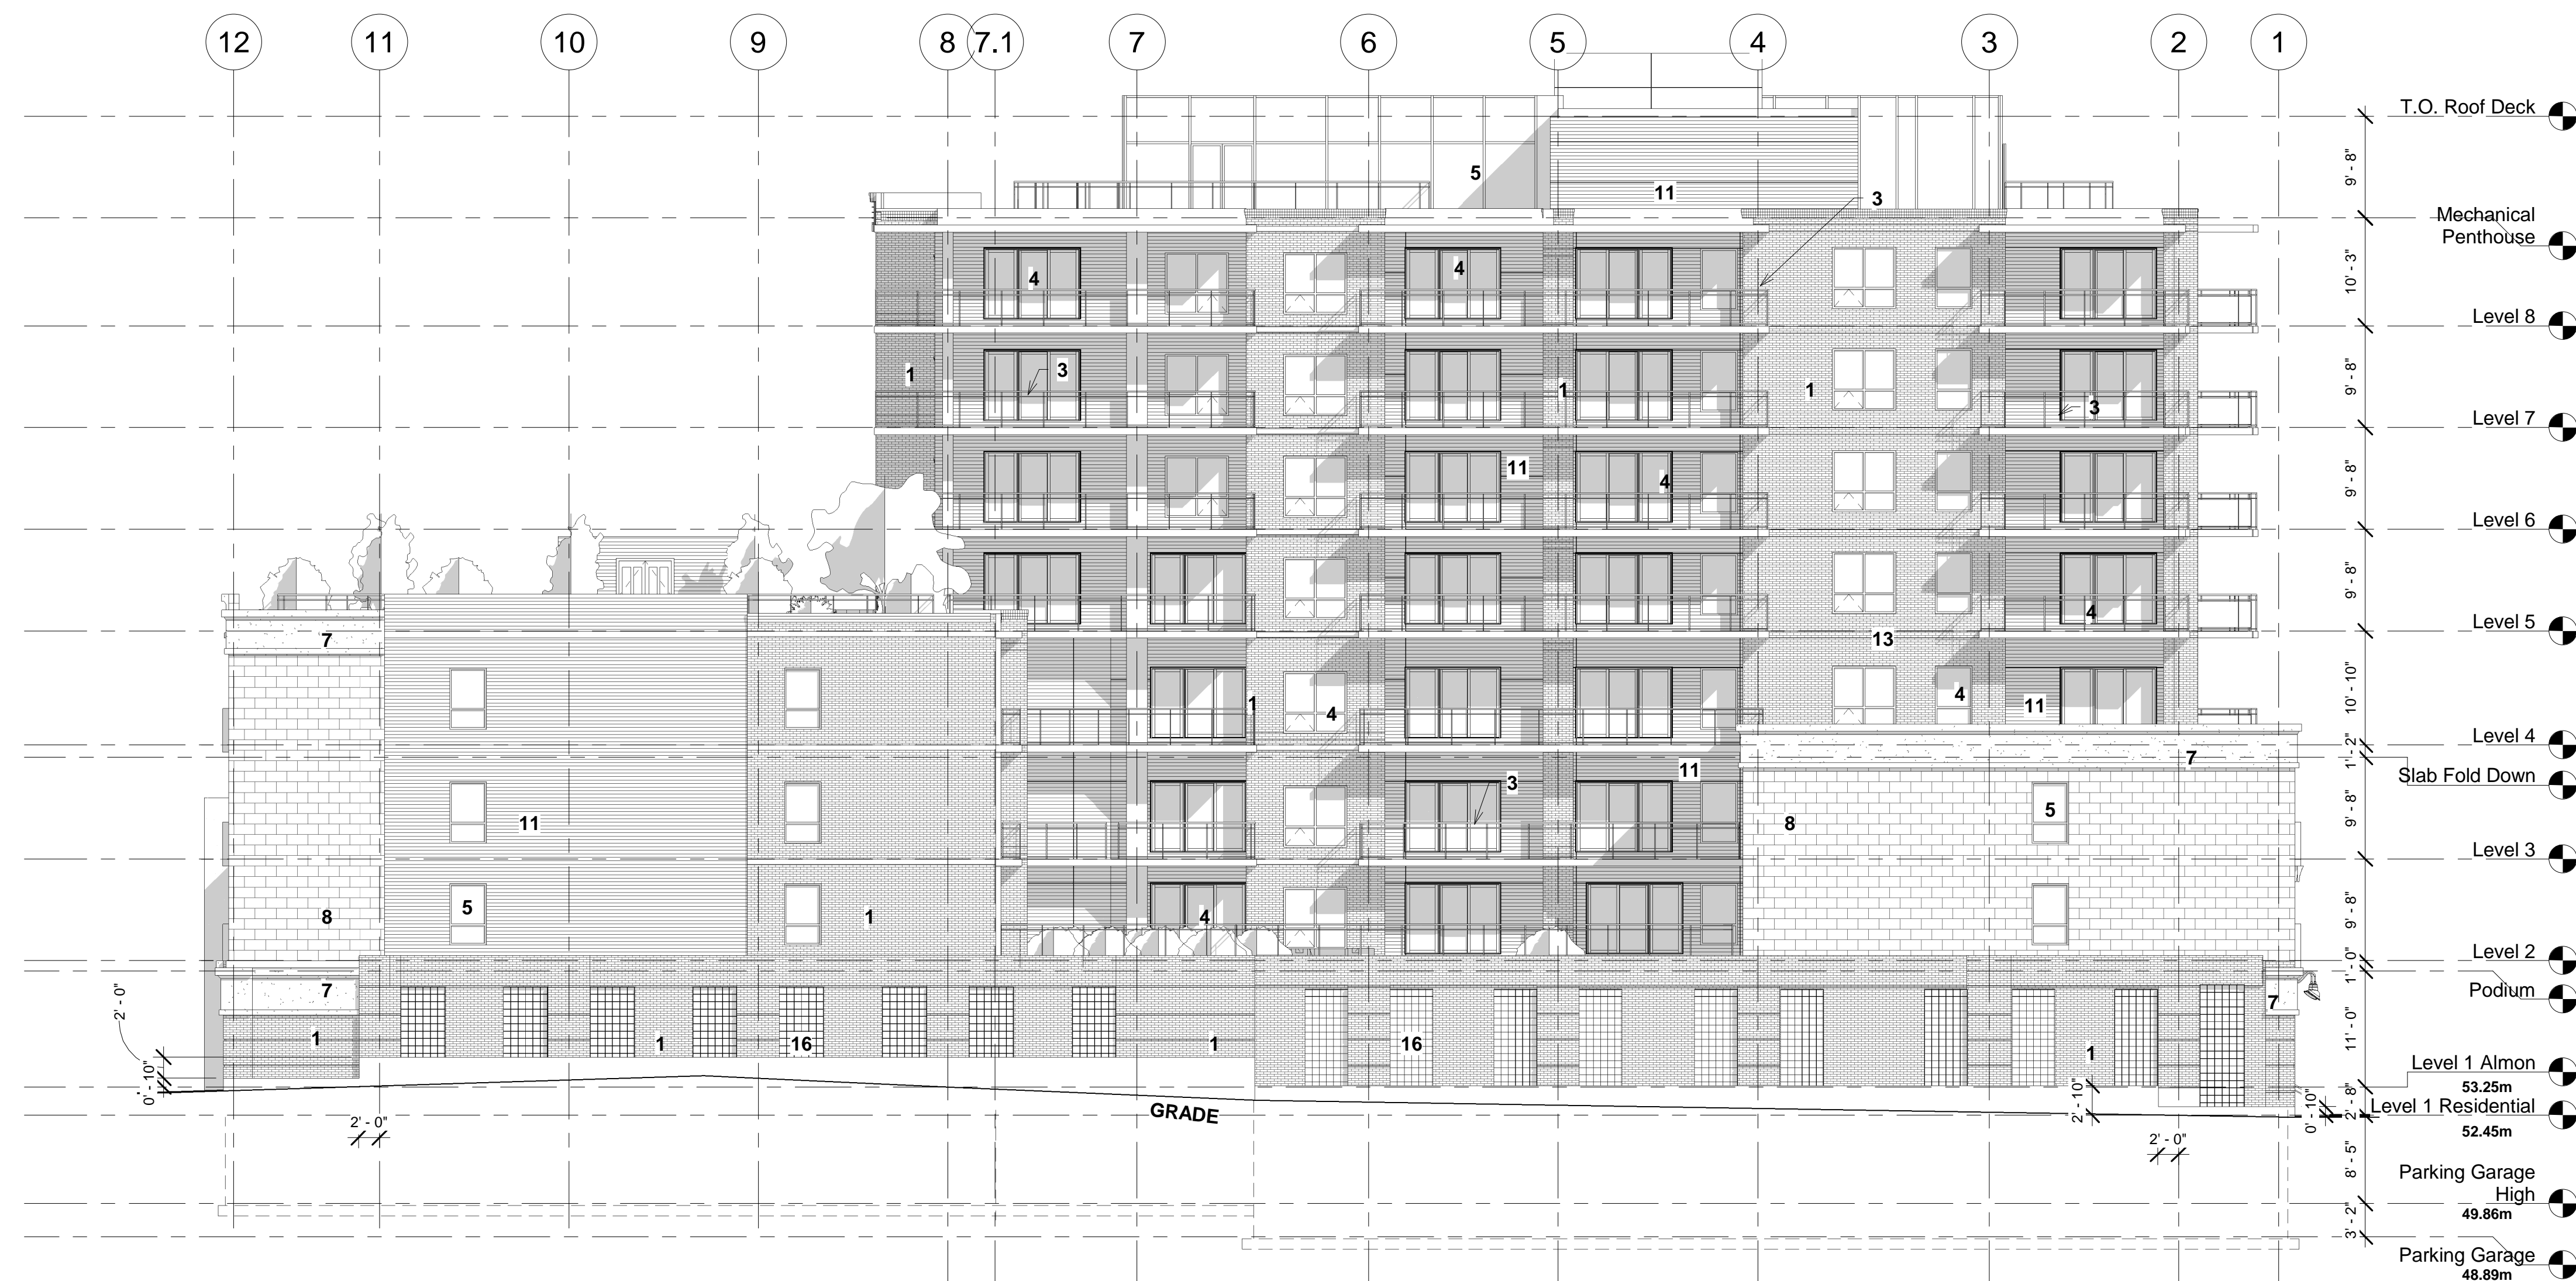 12 11 10 9 8 7.1 7 6 5 4 3 2 1
T.O. Roof Deck
9' - 8"
5
11
3
Mechanical
Penthouse
10' - 3"
4
4
Level 8
9' - 8"
1
3
1
1
3
Level 7
9' - 8"
11
4
Level 6
9' - 8"
4
Level 5
7
13
10' - 10"
1
4
4
11
Level 4
1' - 2"
7
Slab Fold Down
11
3
9' - 8"
11
8
5
Level 3
9' - 8"
5
8
1
4
Level 2
1' - 0"
7
7
Podium
2' - 0"
11' - 0"
1
1
16
1
16
1
Level 1 Almon
53.25m
0' - 10"
2' - 10"
2' - 8"
0' - 10"
GRADE
Level 1 Residential
52.45m
2' - 0"
2' - 0"
8' - 5"
Parking Garage
High
49.86m
3' - 2"
Parking Garage
48.89m